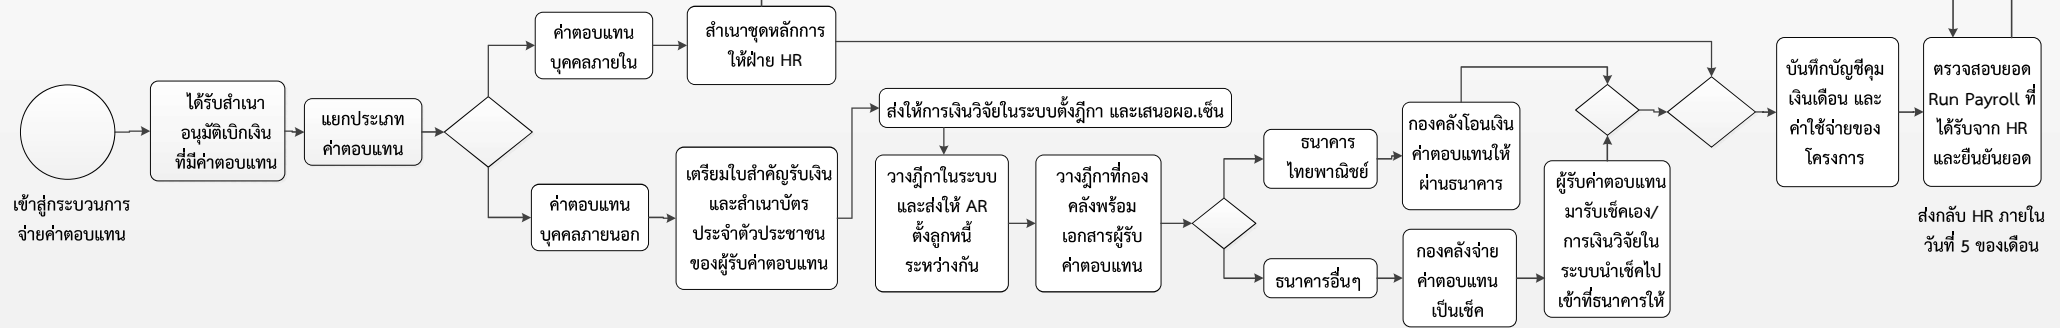 เข้าสู่กระบวนการ
จ่ายค่าตอบแทน
ได้รับสำเนา
อนุมัติเบิกเงิน
ที่มีค่าตอบแทน
แยกประเภท
ค่าตอบแทน
ค่าตอบแทน
บุคคลภายใน
สำเนาชุดหลักการ
ให้ฝ่าย HR
ค่าตอบแทน
บุคคลภายนอก
เตรียมใบสำคัญรับเงิน
และสำเนาบัตร
ประจำตัวประชาชน
ของผู้รับค่าตอบแทน
ส่งให้การเงินวิจัยในระบบตั้งฎีกา และเสนอผอ.เซ็น
วางฎีกาในระบบ
และส่งให้ AR
ตั้งลูกหนี้
ระหว่างกัน
วางฎีกาที่กอง
คลังพร้อม
เอกสารผู้รับ
ค่าตอบแทน
ธนาคาร
ไทยพาณิชย์
กองคลังโอนเงิน
ค่าตอบแทนให้
ผ่านธนาคาร
ธนาคารอื่นๆ
กองคลังจ่าย
ค่าตอบแทน
เป็นเช็ค
ผู้รับค่าตอบแทน
มารับเช็คเอง/
การเงินวิจัยใน
ระบบนำเช็คไป
เข้าที่ธนาคารให้
บันทึกบัญชีคุม
เงินเดือน และ
ค่าใช้จ่ายของ
โครงการ
ตรวจสอบยอด
Run Payroll ที่
ได้รับจาก HR
และยืนยันยอด
ส่งกลับ HR ภายใน
วันที่ 5 ของเดือน